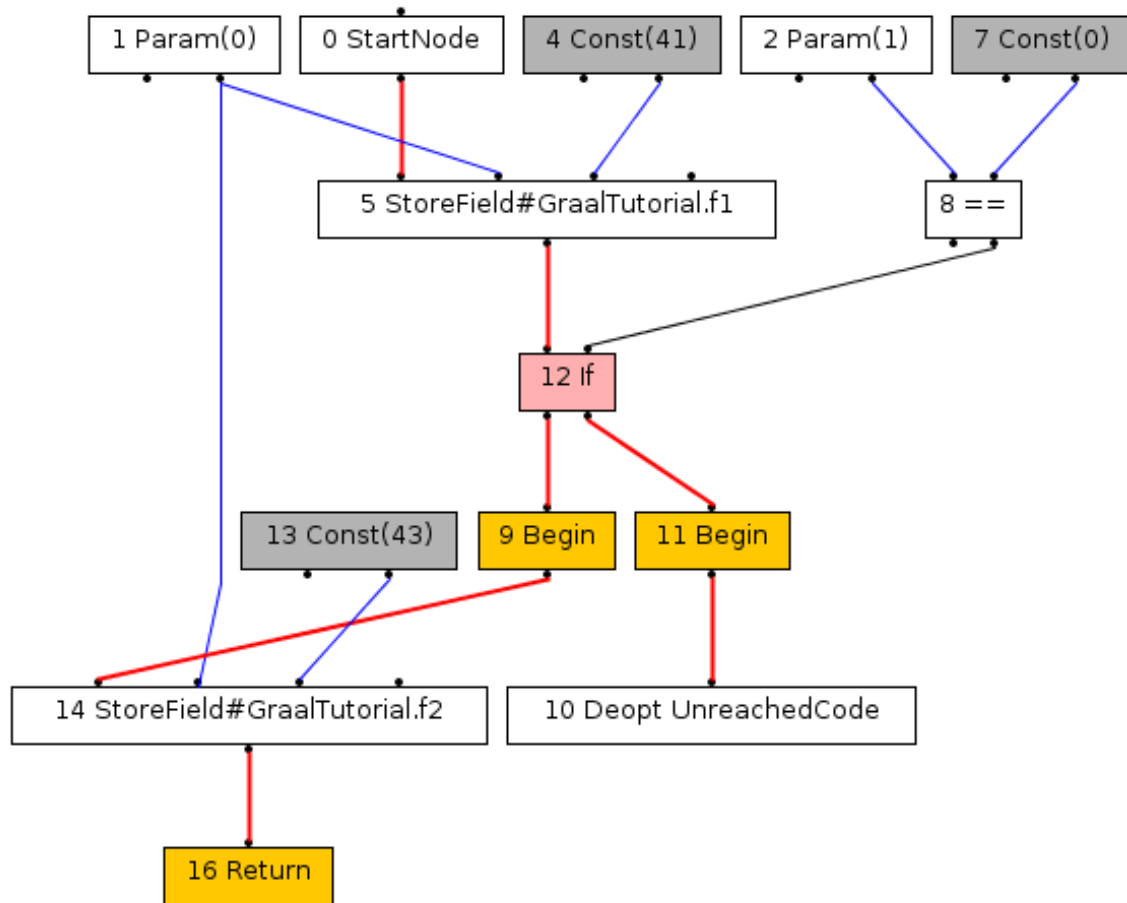 1 Param(0)
0 StartNode
4 Const(41)
2 Param(1)
7 Const(0)
5 StoreField#GraalTutorial.f1
8 ==
12 If
13 Const(43)
9 Begin
11 Begin
14 StoreField#GraalTutorial.f2
10 Deopt UnreachedCode
16 Return